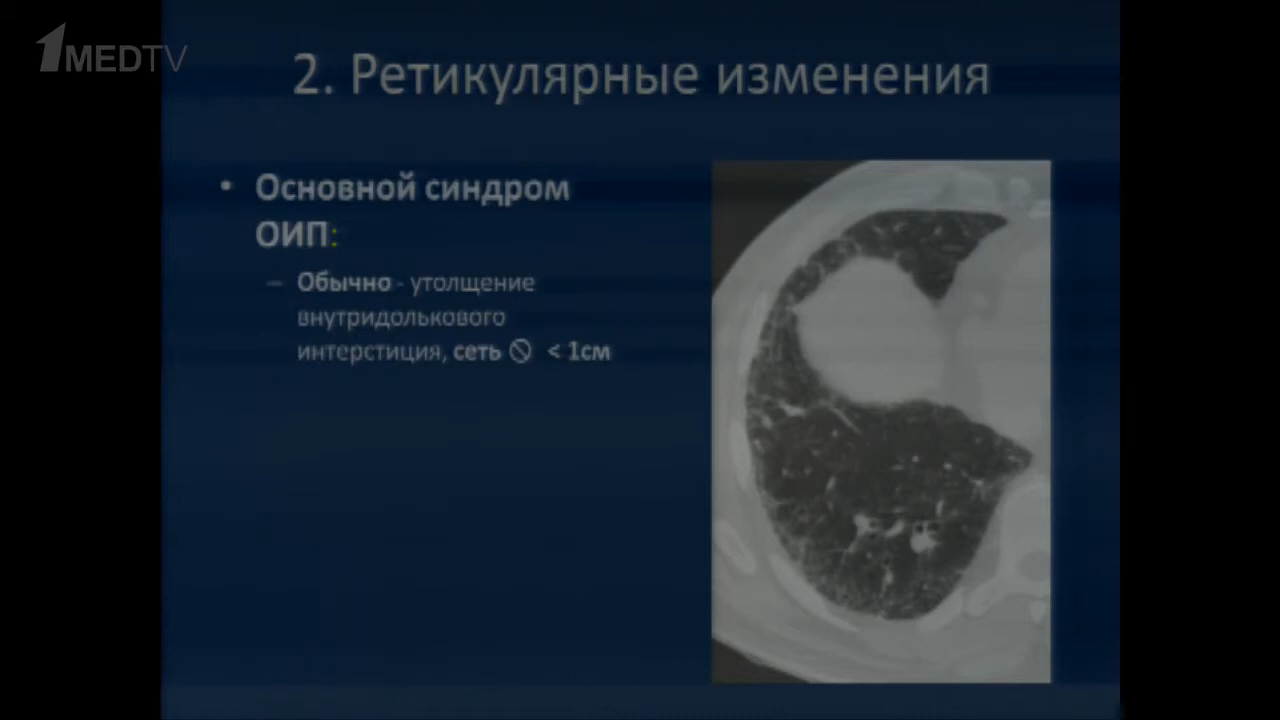 1MEDTV
2. Ретикулярные изменения
• Основной синдром
ОИП:
– Обычно - утолщение
внутридолькового
интерстиция, сеть ⃠ < 1см